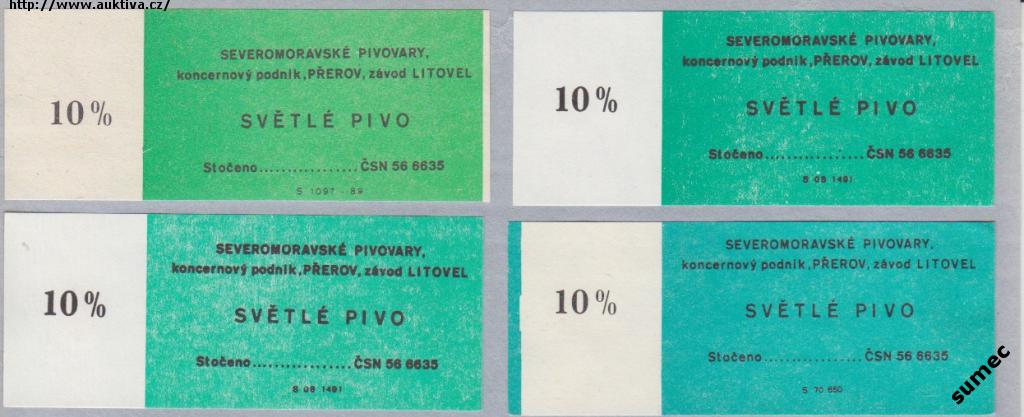 http://www.auktiva.cz/
SEVEROMORAVSKÉ PIVOVARY,
koncernový podnik, PŘEROV, závod LITOVEL
10%
SVĚTLÉ PIVO
Stočeno.................ČSN 56 6635
S 1097 - 89
SEVEROMORAVSKÉ PIVOVARY,
koncernový podnik, PŘEROV, závod LITOVEL
10%
SVĚTLÉ PIVO
Stočeno.................ČSN 56 6635
S 08 1491
SEVEROMORAVSKÉ PIVOVARY,
koncernový podnik, PŘEROV, závod LITOVEL
10%
SVĚTLÉ PIVO
Stočeno.................ČSN 56 6635
S 08 1491
SEVEROMORAVSKÉ PIVOVARY,
koncernový podnik, PŘEROV, závod LITOVEL
10%
SVĚTLÉ PIVO
Stočeno.................ČSN 56 6635
S 70 650
sumec